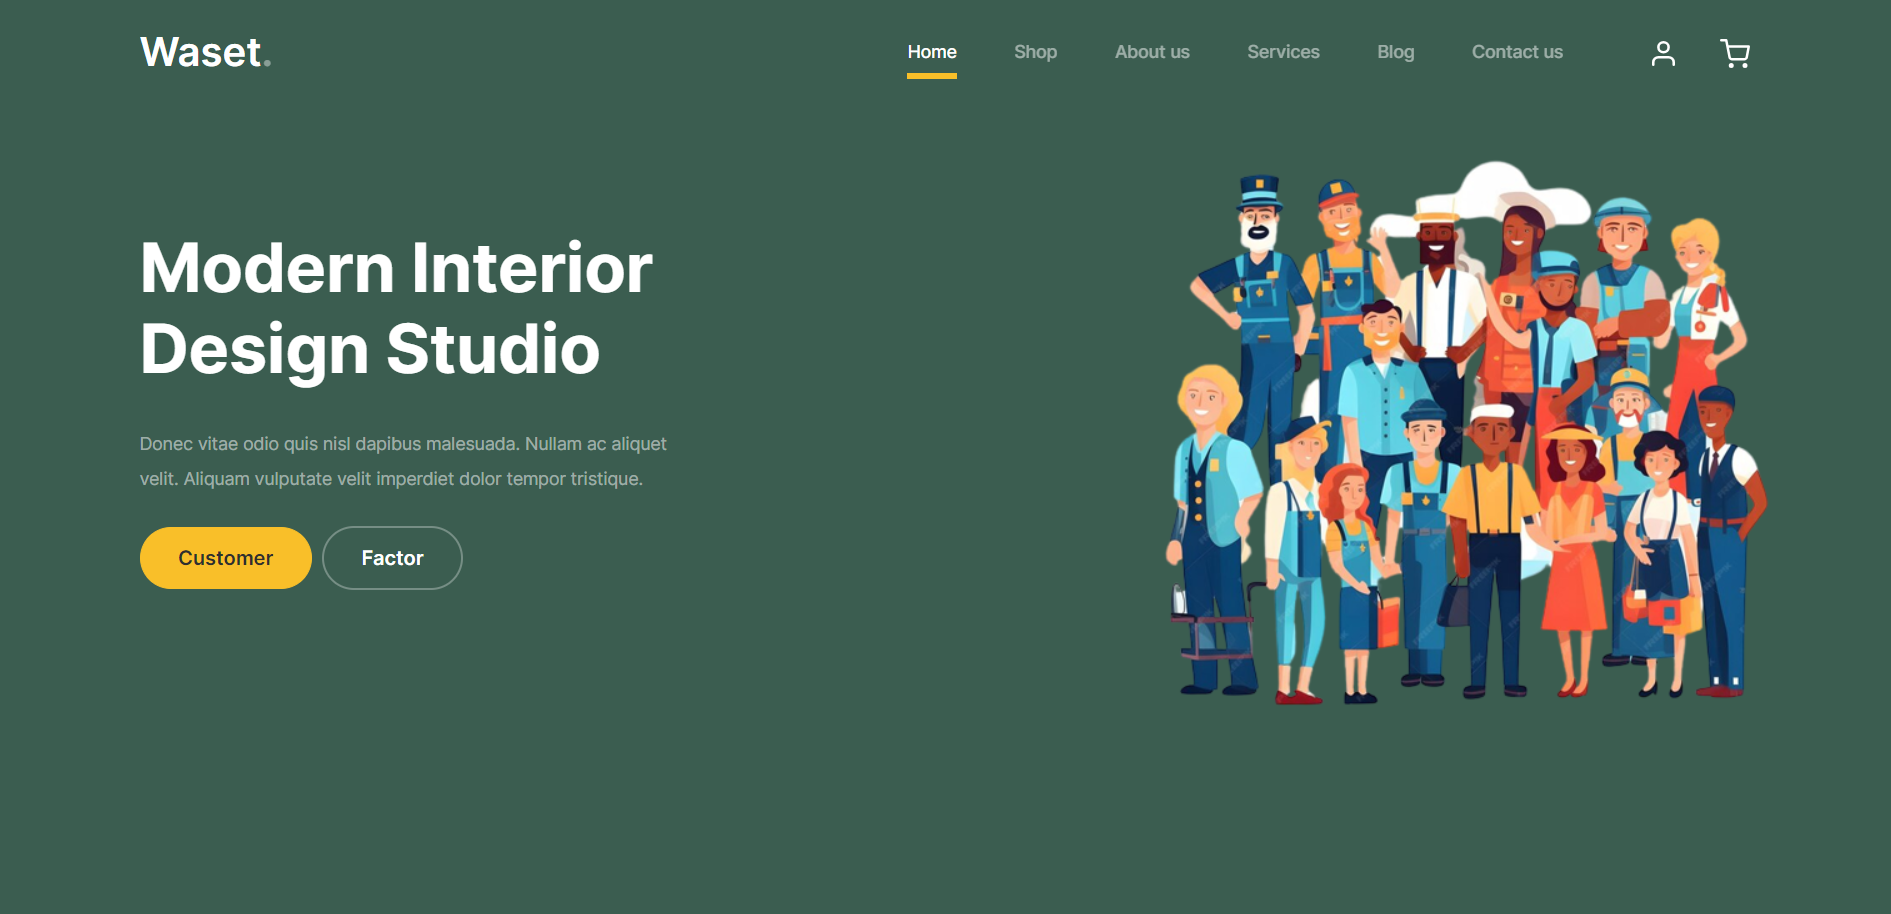 Waset.
Home Shop About us Services Blog Contact us
Modern Interior
Design Studio
Donec vitae odio quis nisl dapibus malesuada. Nullam ac aliquet
velit. Aliquam vulputate velit imperdiet dolor tempor tristique.
Customer Factor